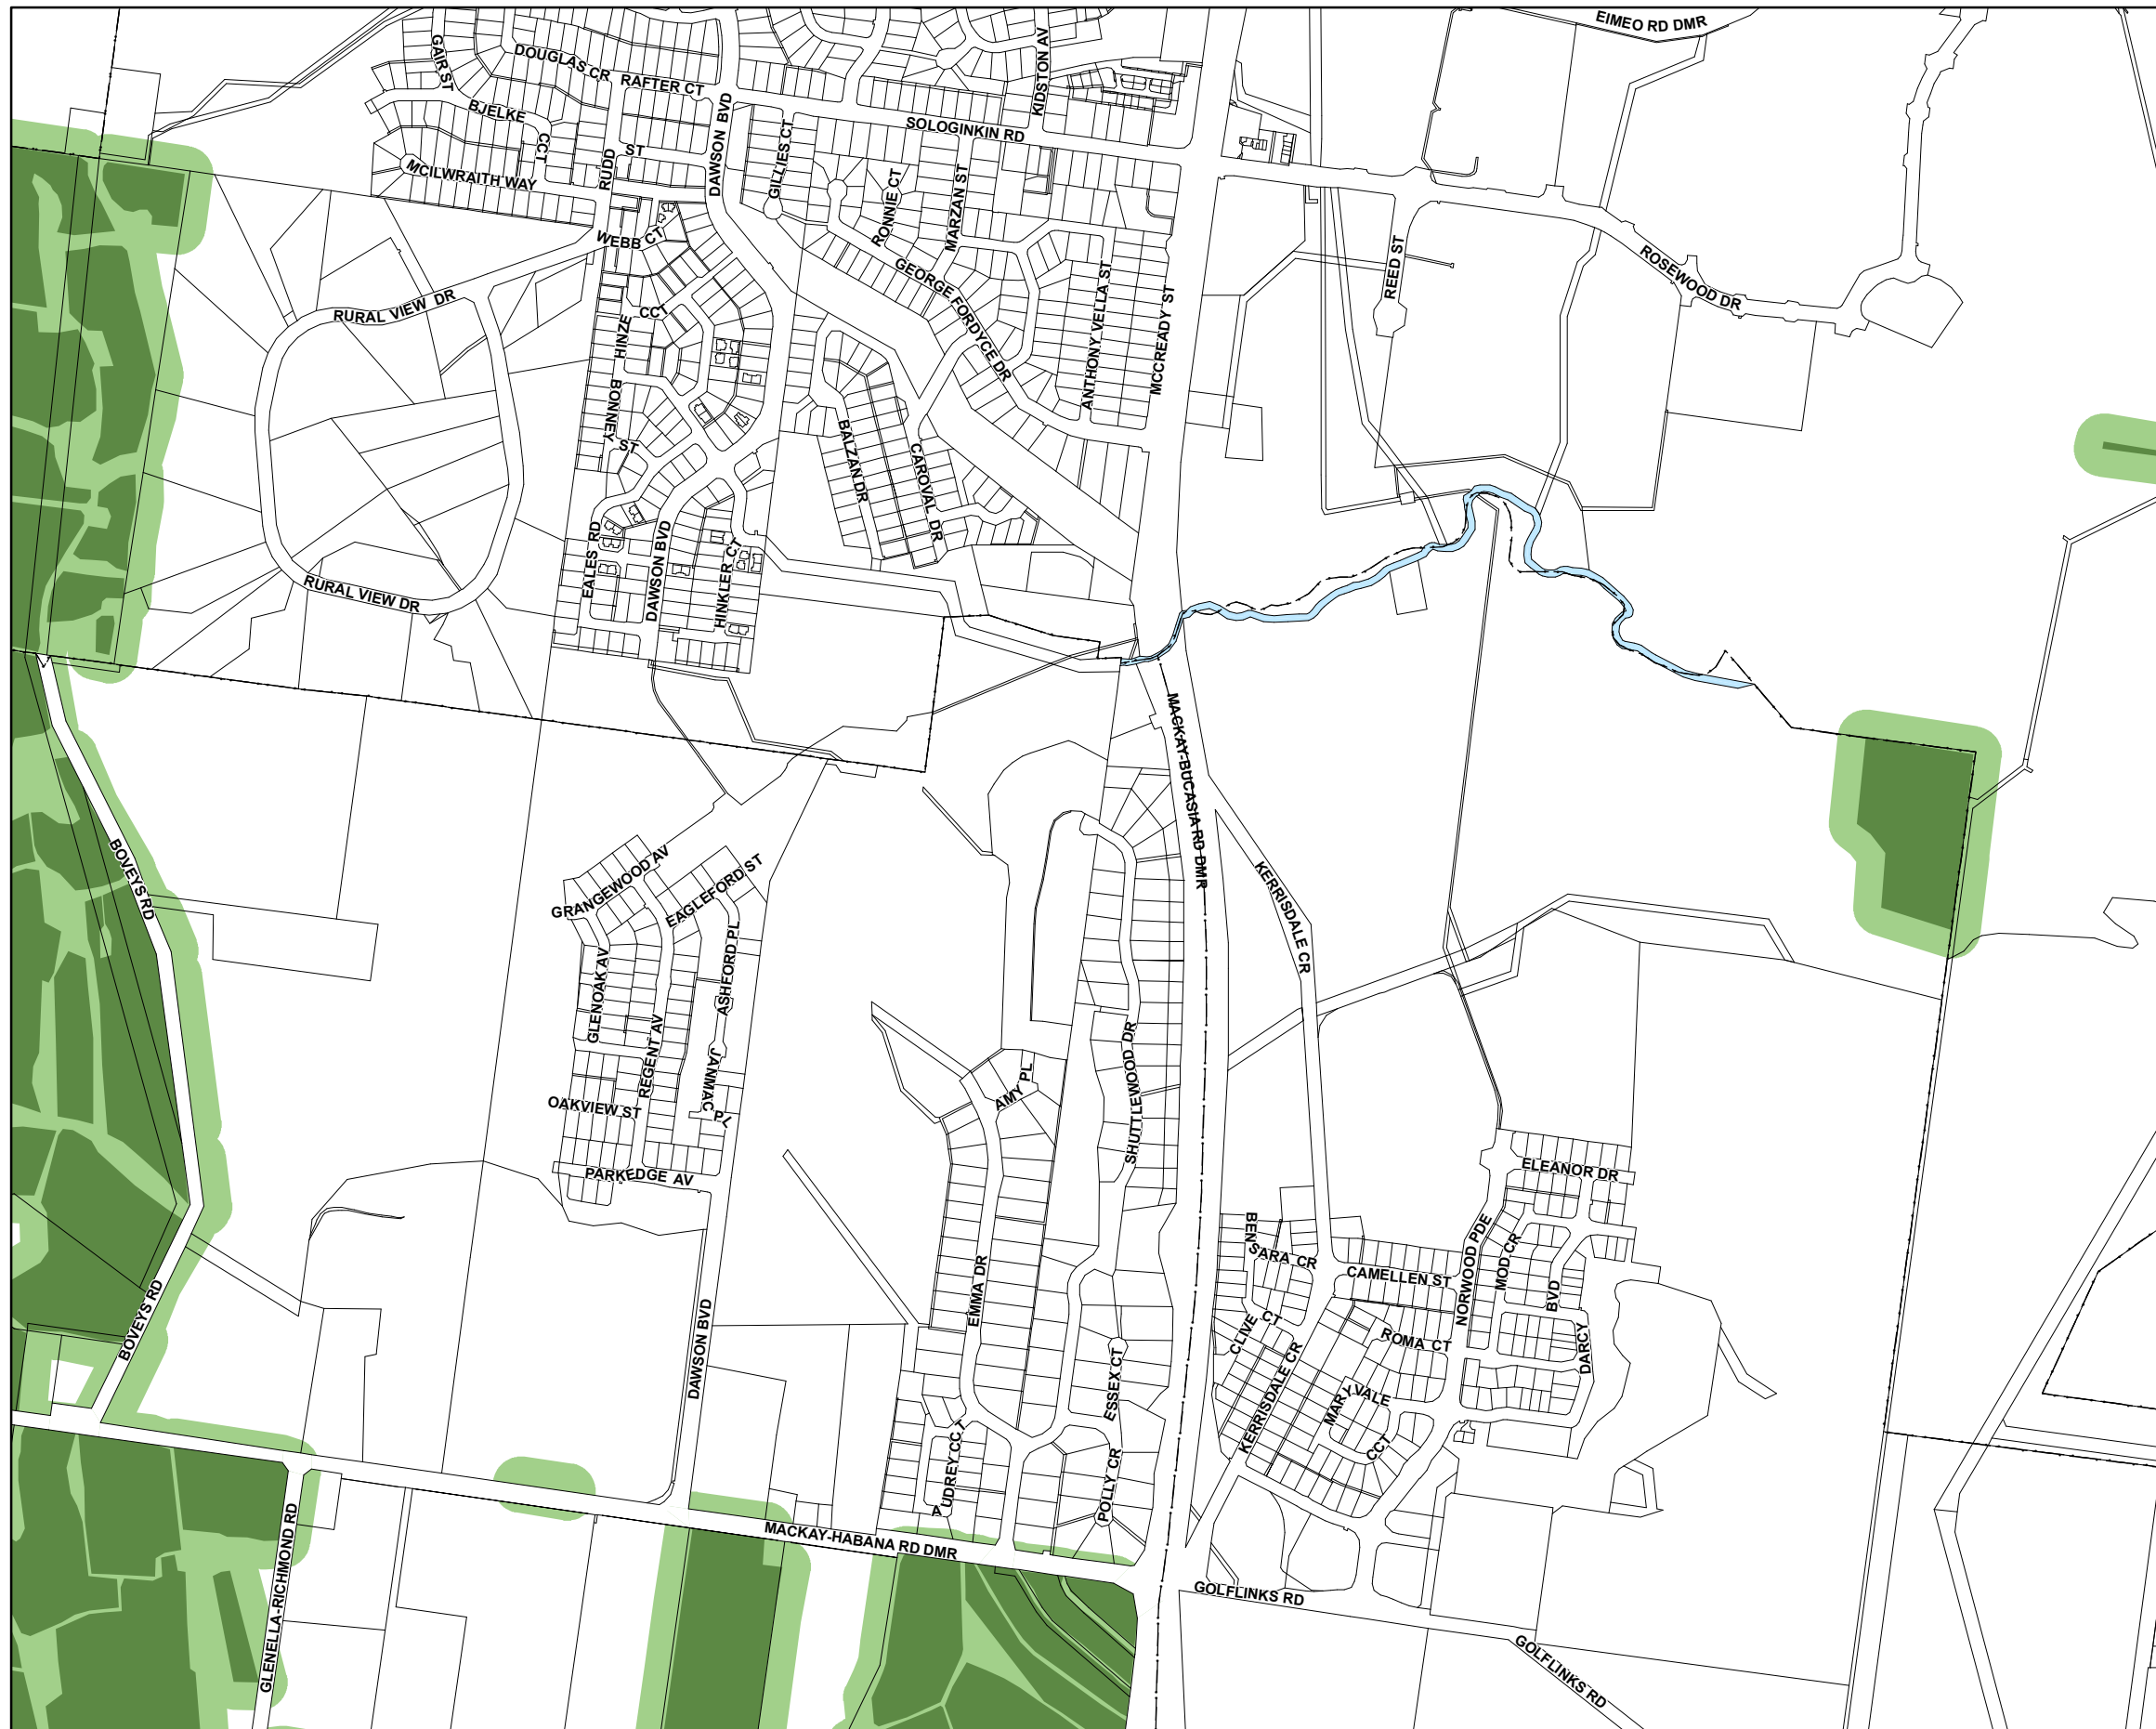 EIMEO RD DMR
GAIR ST
DOUGLAS CR
RAFTER CT
KIDSTON AV
BJELKE
CCT
DAWSON BVD
SOLOGINKIN RD
GILLIES CT
RUDD
ST
MCILWRAITH WAY
RONNIE CT
MARZAN ST
WEBB CT
GEORGE FORDYCE DR
REED ST
ROSEWOOD DR
RURAL VIEW DR
HINZE
CCT
ANTHONY VELLA ST
MCCREADY ST
BONNEY
ST
BALZAN DR
CAROVAL DR
EALES RD
DAWSON BVD
HINKLER CT
RURAL VIEW DR
MACKAY-BUCASIA RD DMR
BOVEYS RD
GRANGEWOOD AV
EAGLEFORD ST
KERRISDALE CR
GLENOAK AV
ASHFORD PL
REGENT AV
JANMAC
PL
AMY PL
SHUTTLEWOOD DR
OAKVIEW ST
PARKEDGE AV
ELEANOR DR
BEN
SARA CR
NORWOOD PDE
MOD CR
BVD
CAMELLEN ST
EMMA DR
BOVEYS RD
DAWSON BVD
CLIVE
CT
ROMA CT
DARCY
KERRISDALE CR
MARYVALE
CCT
ESSEX CT
AUDREY CCT
POLLY CR
GLENELLA-RICHMOND RD
MACKAY-HABANA RD DMR
GOLFLINKS RD
GOLFLINKS RD